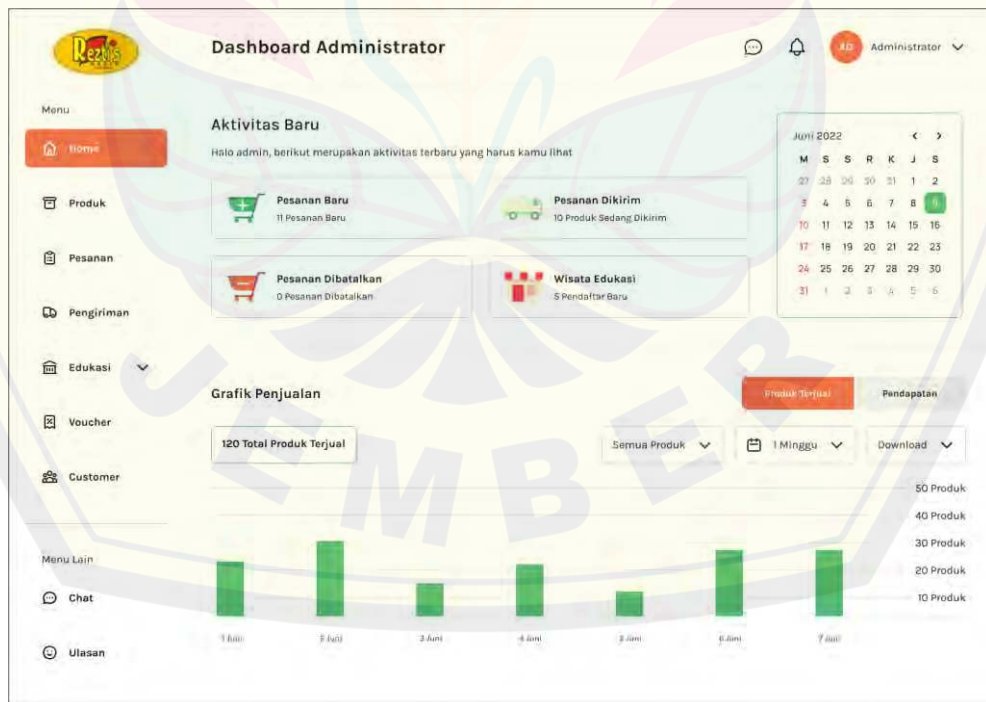 Rezti's
Dashboard Administrator
AD
Administrator
Menu
Home
Produk
Pesanan
Pengiriman
Edukasi
Voucher
Customer
Menu Lain
Chat
Ulasan
Aktivitas Baru
Halo admin, berikut merupakan aktivitas terbaru yang harus kamu lihat
Pesanan Baru
11 Pesanan Baru
Pesanan Dikirim
10 Produk Sedang Dikirim
Pesanan Dibatalkan
0 Pesanan Dibatalkan
Wisata Edukasi
5 Pendaftar Baru
Juni 2022 < >
M S S R K J S
27 28 29 30 31 1 2
3 4 5 6 7 8 9
10 11 12 13 14 15 16
17 18 19 20 21 22 23
24 25 26 27 28 29 30
31 1 2 3 4 5 6
Grafik Penjualan
Produk Terjual
Pendapatan
120 Total Produk Terjual
Semua Produk
1 Minggu
Download
50 Produk
40 Produk
30 Produk
20 Produk
10 Produk
1 Juni 2 Juni 3 Juni 4 Juni 5 Juni 6 Juni 7 Juni
JEMBER